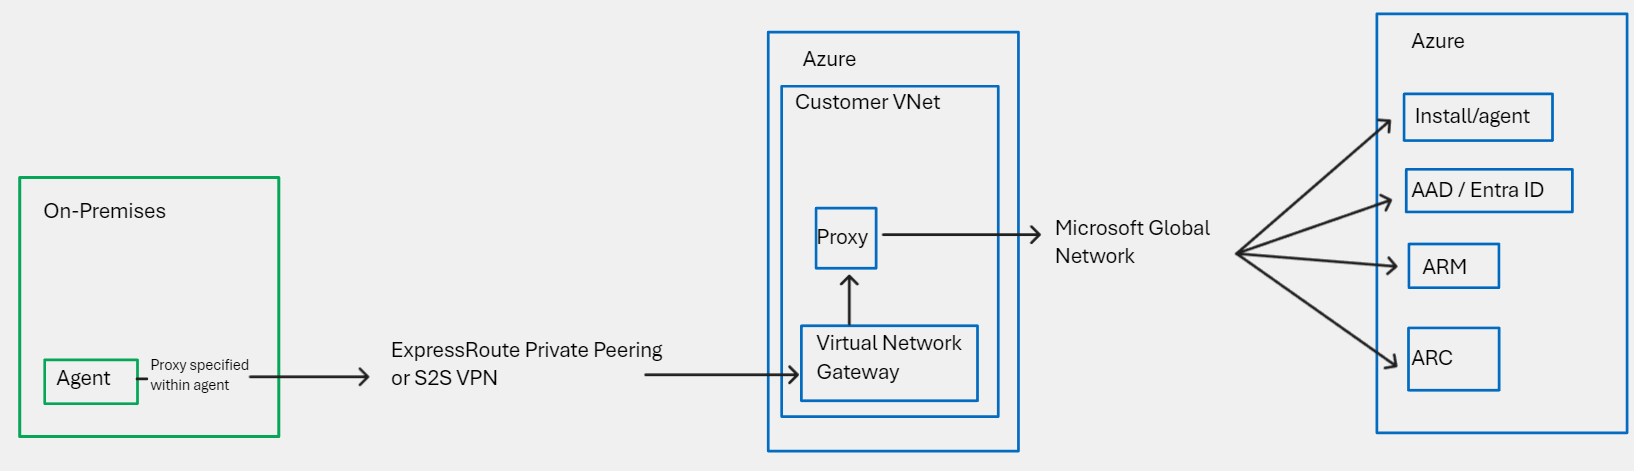 On-Premises
Agent
Proxy specified
within agent
ExpressRoute Private Peering
or S2S VPN
Azure
Customer VNet
Proxy
Virtual Network
Gateway
Microsoft Global
Network
Azure
Install/agent
AAD / Entra ID
ARM
ARC